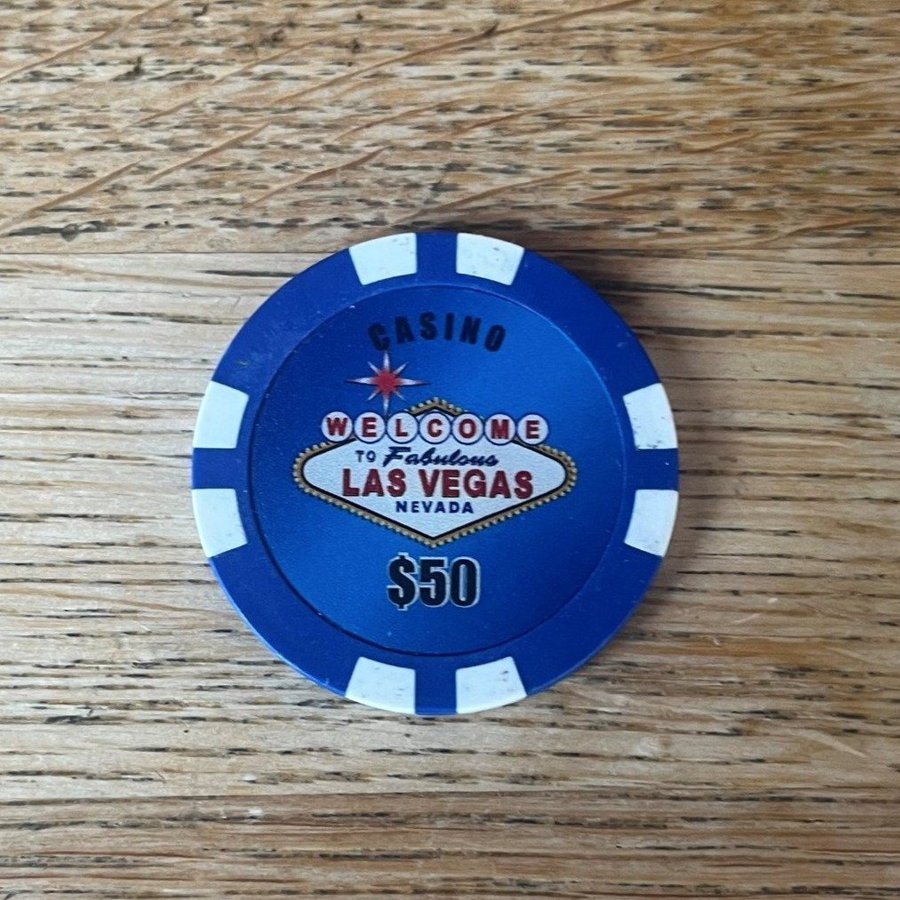 CASINO
WELCOME
TO Fabulous
LAS VEGAS
NEVADA
$50